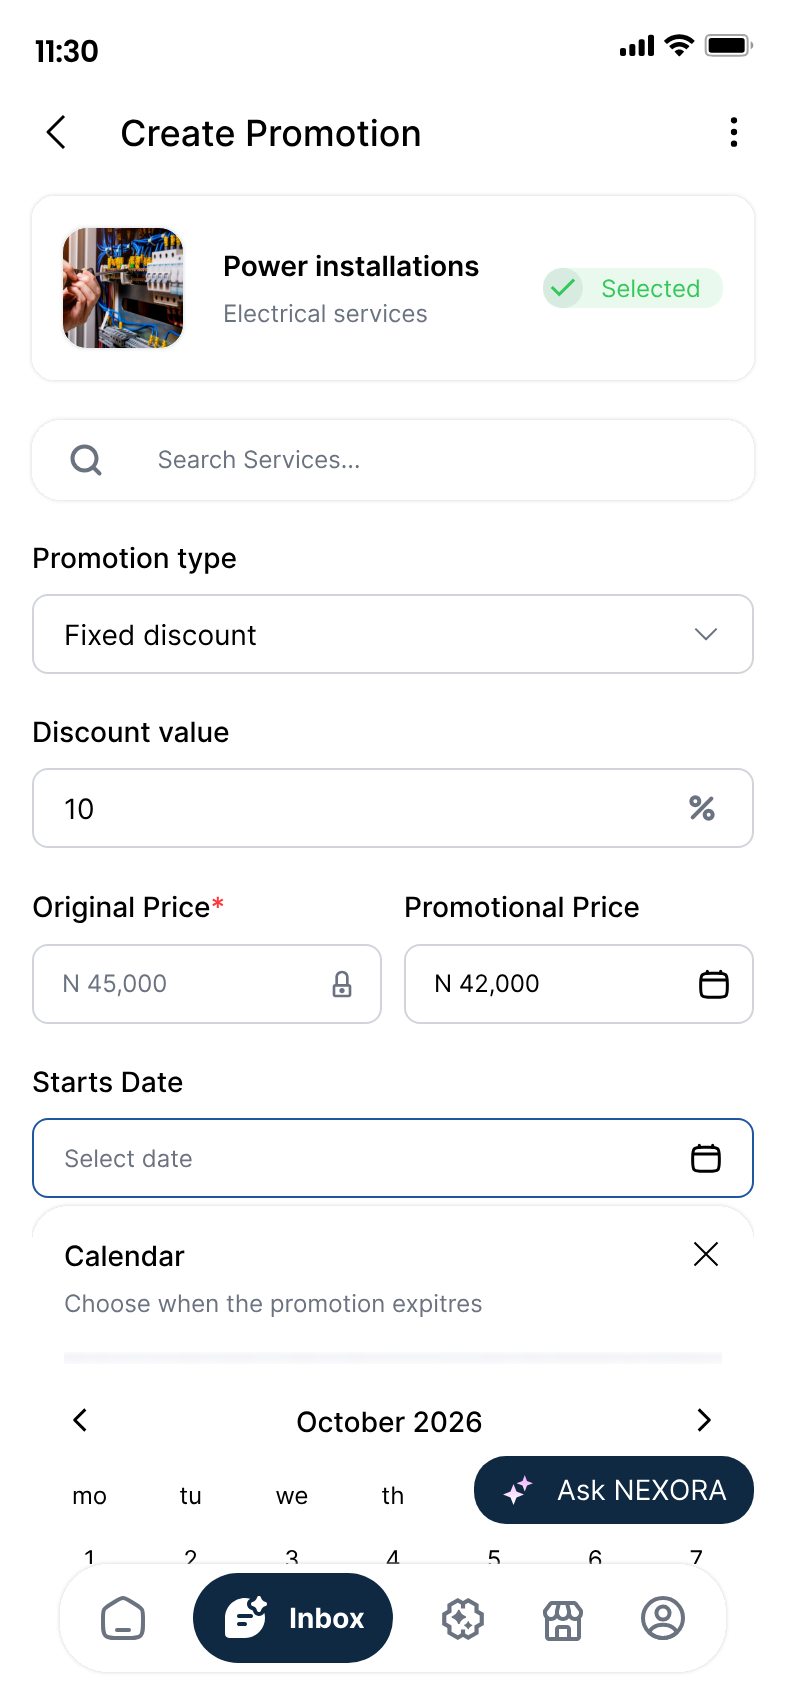 11:30
Create Promotion
Power installations
Electrical services
Selected
Search Services...
Promotion type
Fixed discount
Discount value
10 %
Original Price* Promotional Price
N 45,000 N 42,000
Starts Date
Select date
Calendar
Choose when the promotion expitres
October 2026
mo tu we th
Ask NEXORA
1 2 3 4 5 6 7
Inbox